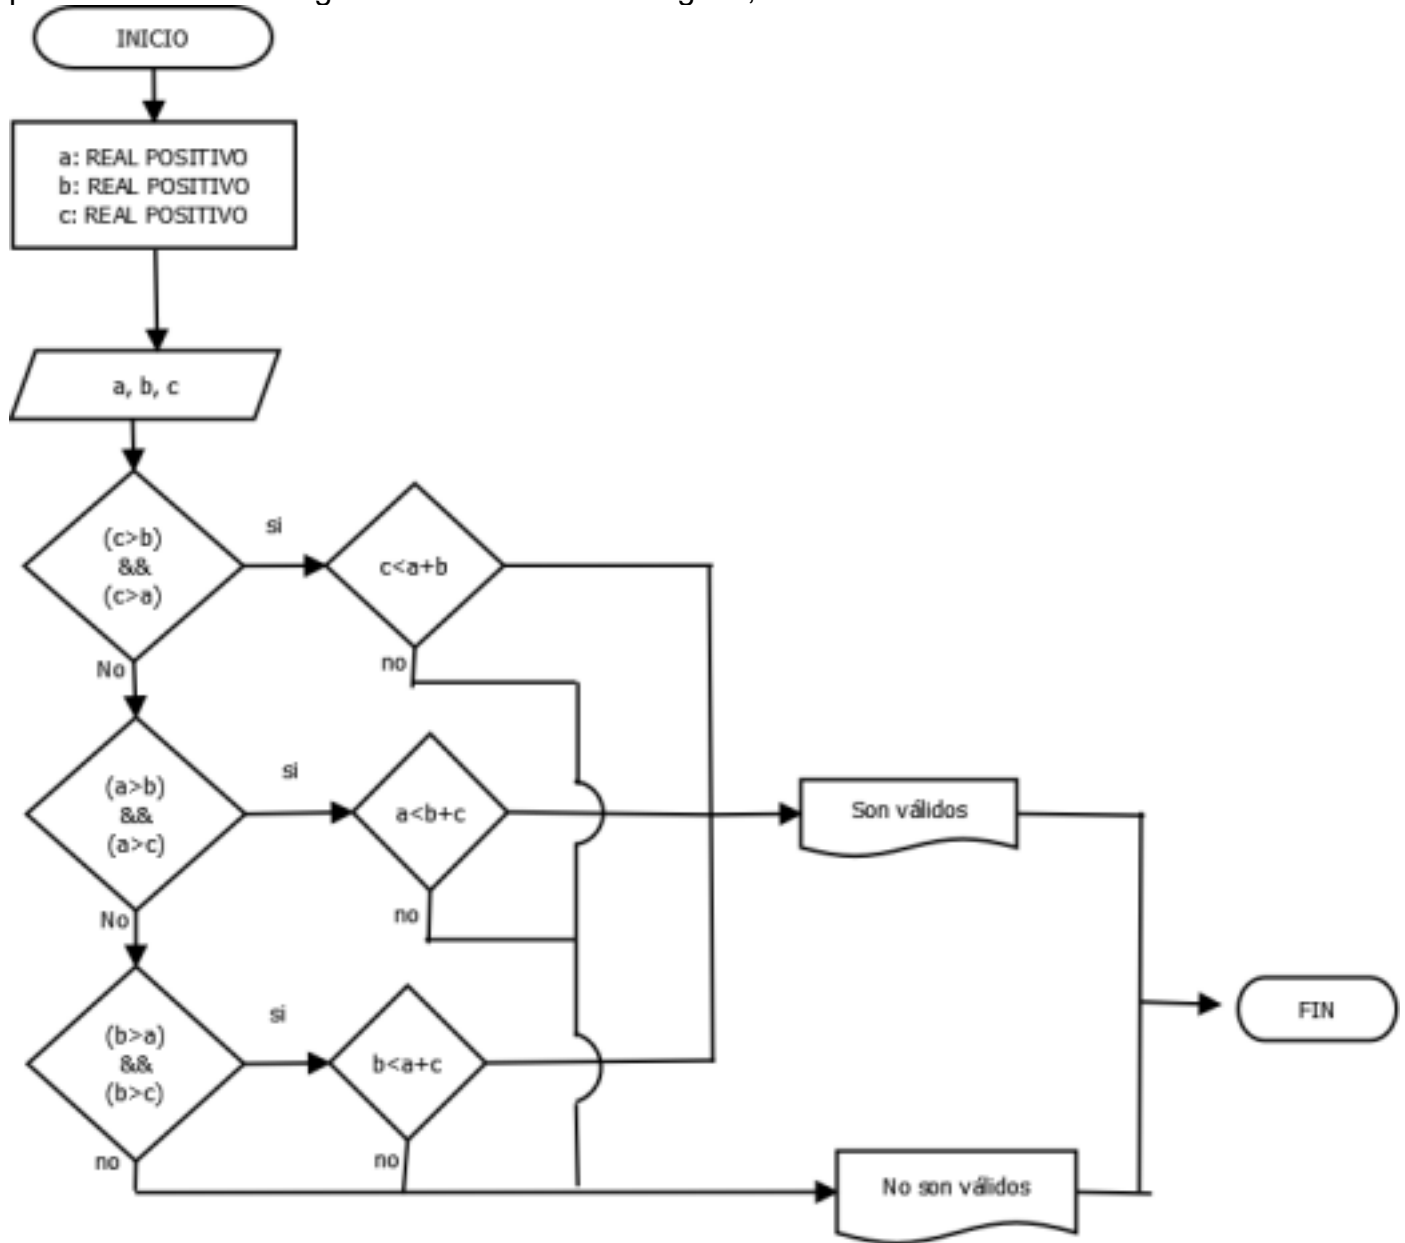 INICIO
a: REAL POSITIVO
b: REAL POSITIVO
c: REAL POSITIVO
a, b, c
(c>b)
&&
(c>a)
si
c<a+b
No
no
(a>b)
&&
(a>c)
si
a<b+c
Son válidos
No
no
(b>a)
&&
(b>c)
si
b<a+c
FIN
no
no
No son válidos